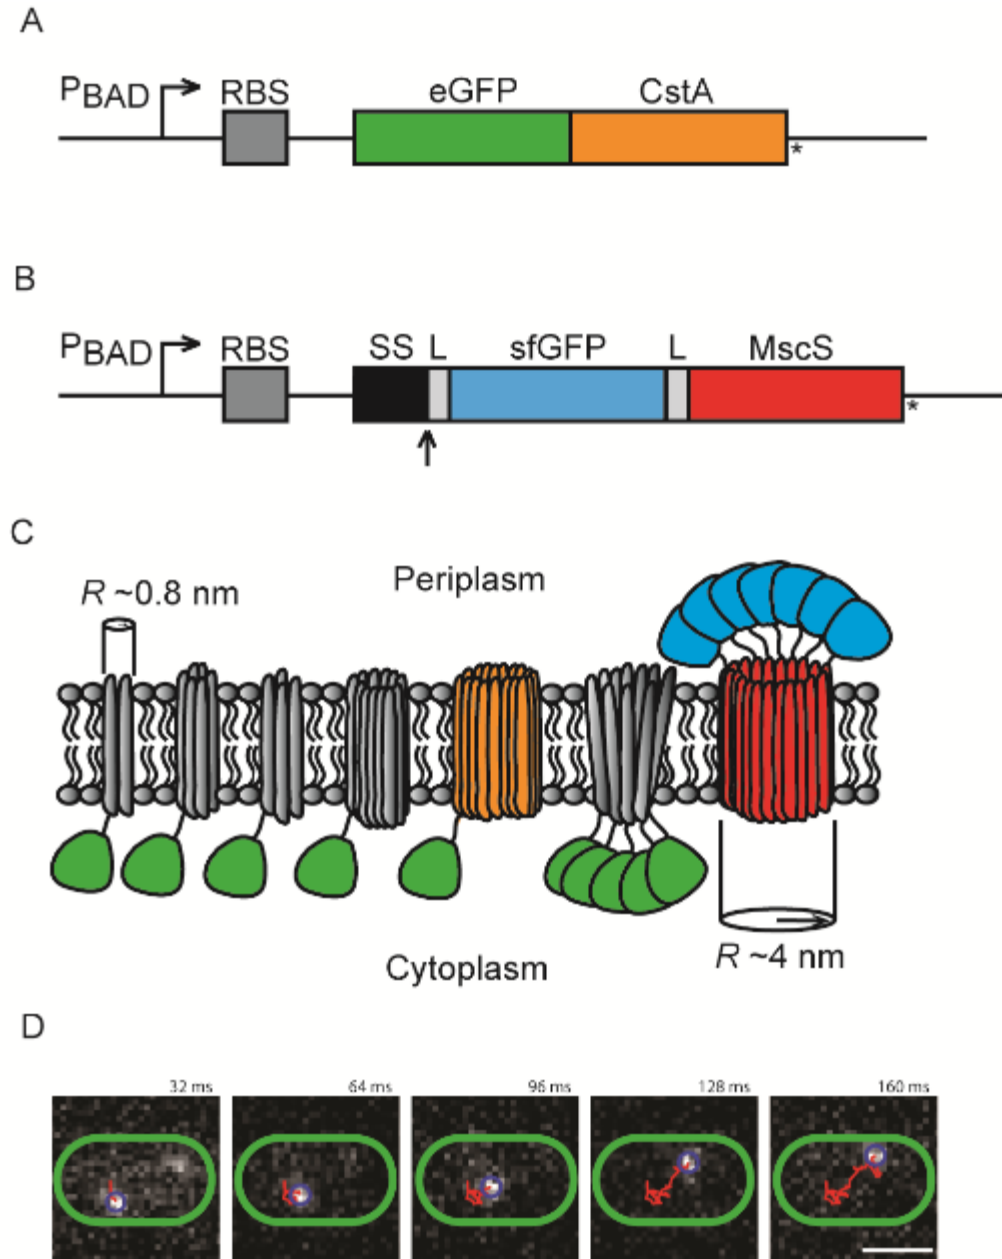 A
PBAD RBS eGFP CstA
*
B
PBAD RBS SS L sfGFP L MscS
*
C
Periplasm
R ~0.8 nm
Cytoplasm
R ~4 nm
D
32 ms 64 ms 96 ms 128 ms 160 ms